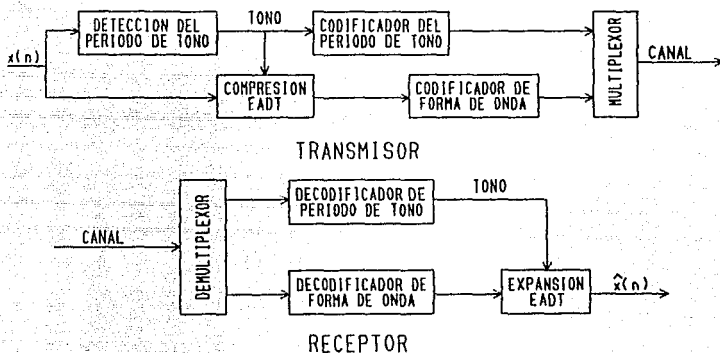 DETECCION DEL
PERIODO DE TONO
TONO
CODIFICADOR DEL
PERIODO DE TONO
x(n)
COMPRESION
EADT
CODIFICADOR DE
FORMA DE ONDA
MULTIPLEXOR
CANAL
TRANSMISOR
CANAL
DEMULTIPLEXOR
DECODIFICADOR DE
PERIODO DE TONO
TONO
DECODIFICADOR DE
FORMA DE ONDA
EXPANSION
EADT
x̂(n)
RECEPTOR